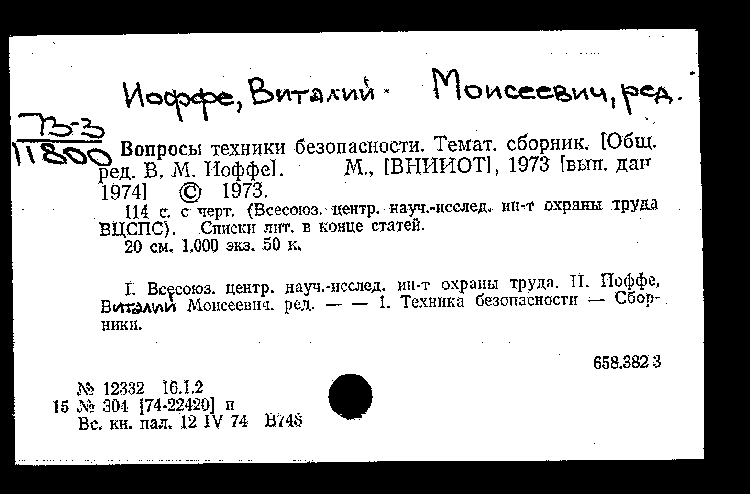 Иоффе, Виталий Моисеевич, ред.
73-3
11800
Вопросы техники безопасности. Темат. сборник. [Общ.
ред. В. М. Иоффе]. М., [ВНИИОТ], 1973 [вып. дан
1974] © 1973.
114 с. с черт. (Всесоюз. центр. науч.-исслед. ин-т охраны труда
ВЦСПС). Списки лит. в конце статей.
20 см. 1.000 экз. 50 к.
I. Всесоюз. центр. науч.-исслед. ин-т охраны труда. II. Иоффе,
Виталий Моисеевич. ред. — — 1. Техника безопасности — Сбор-
ники.
658.382 3
№ 12332 16.1.2
15 № 304 [74-22420] п
Вс. кн. пал. 12 IV 74 В748